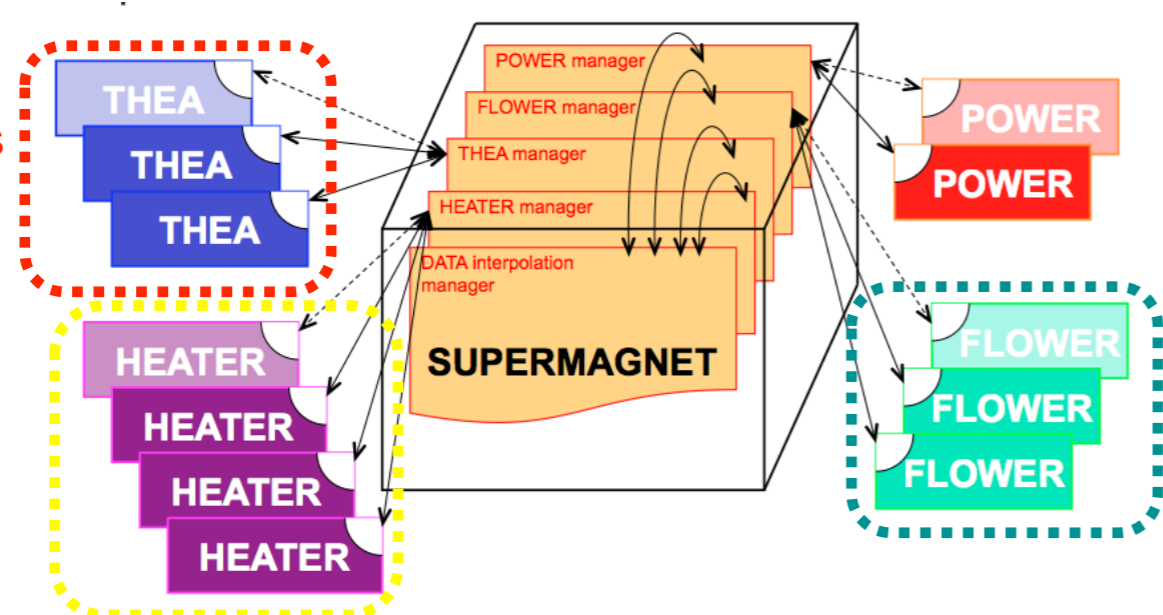 THEA
THEA
THEA
s
HEATER
HEATER
HEATER
HEATER
POWER manager
FLOWER manager
THEA manager
HEATER manager
DATA interpolation
manager
SUPERMAGNET
POWER
POWER
FLOWER
FLOWER
FLOWER